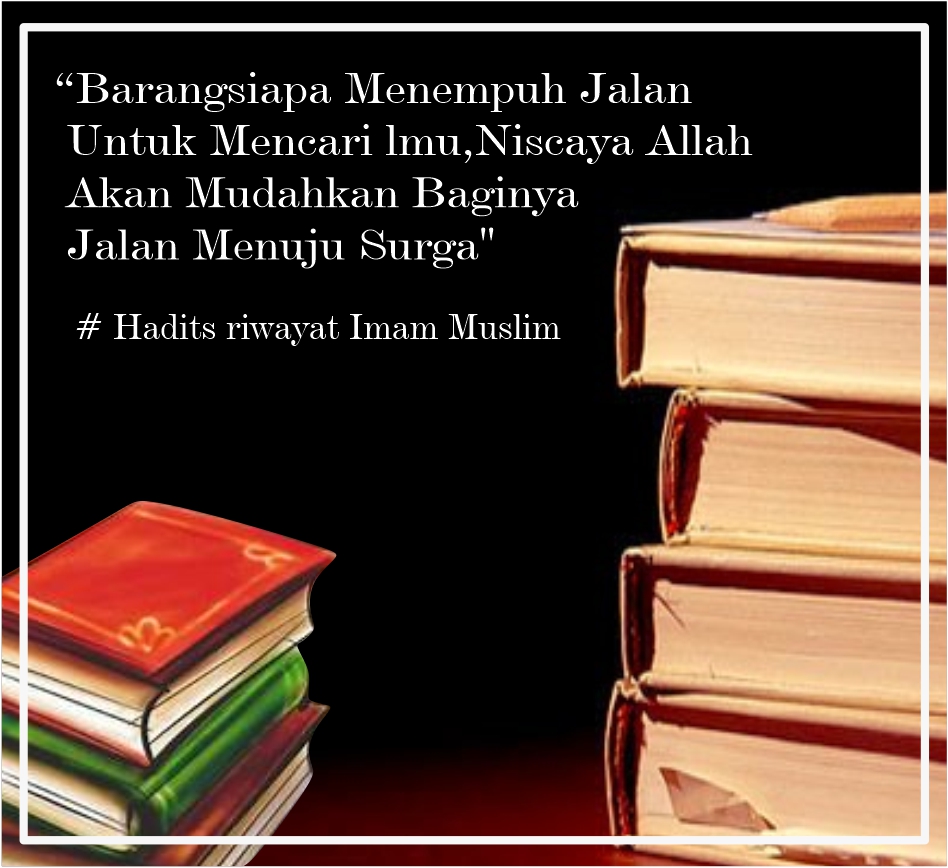 “Barangsiapa Menempuh Jalan
Untuk Mencari lmu,Niscaya Allah
Akan Mudahkan Baginya
Jalan Menuju Surga"
# Hadits riwayat Imam Muslim